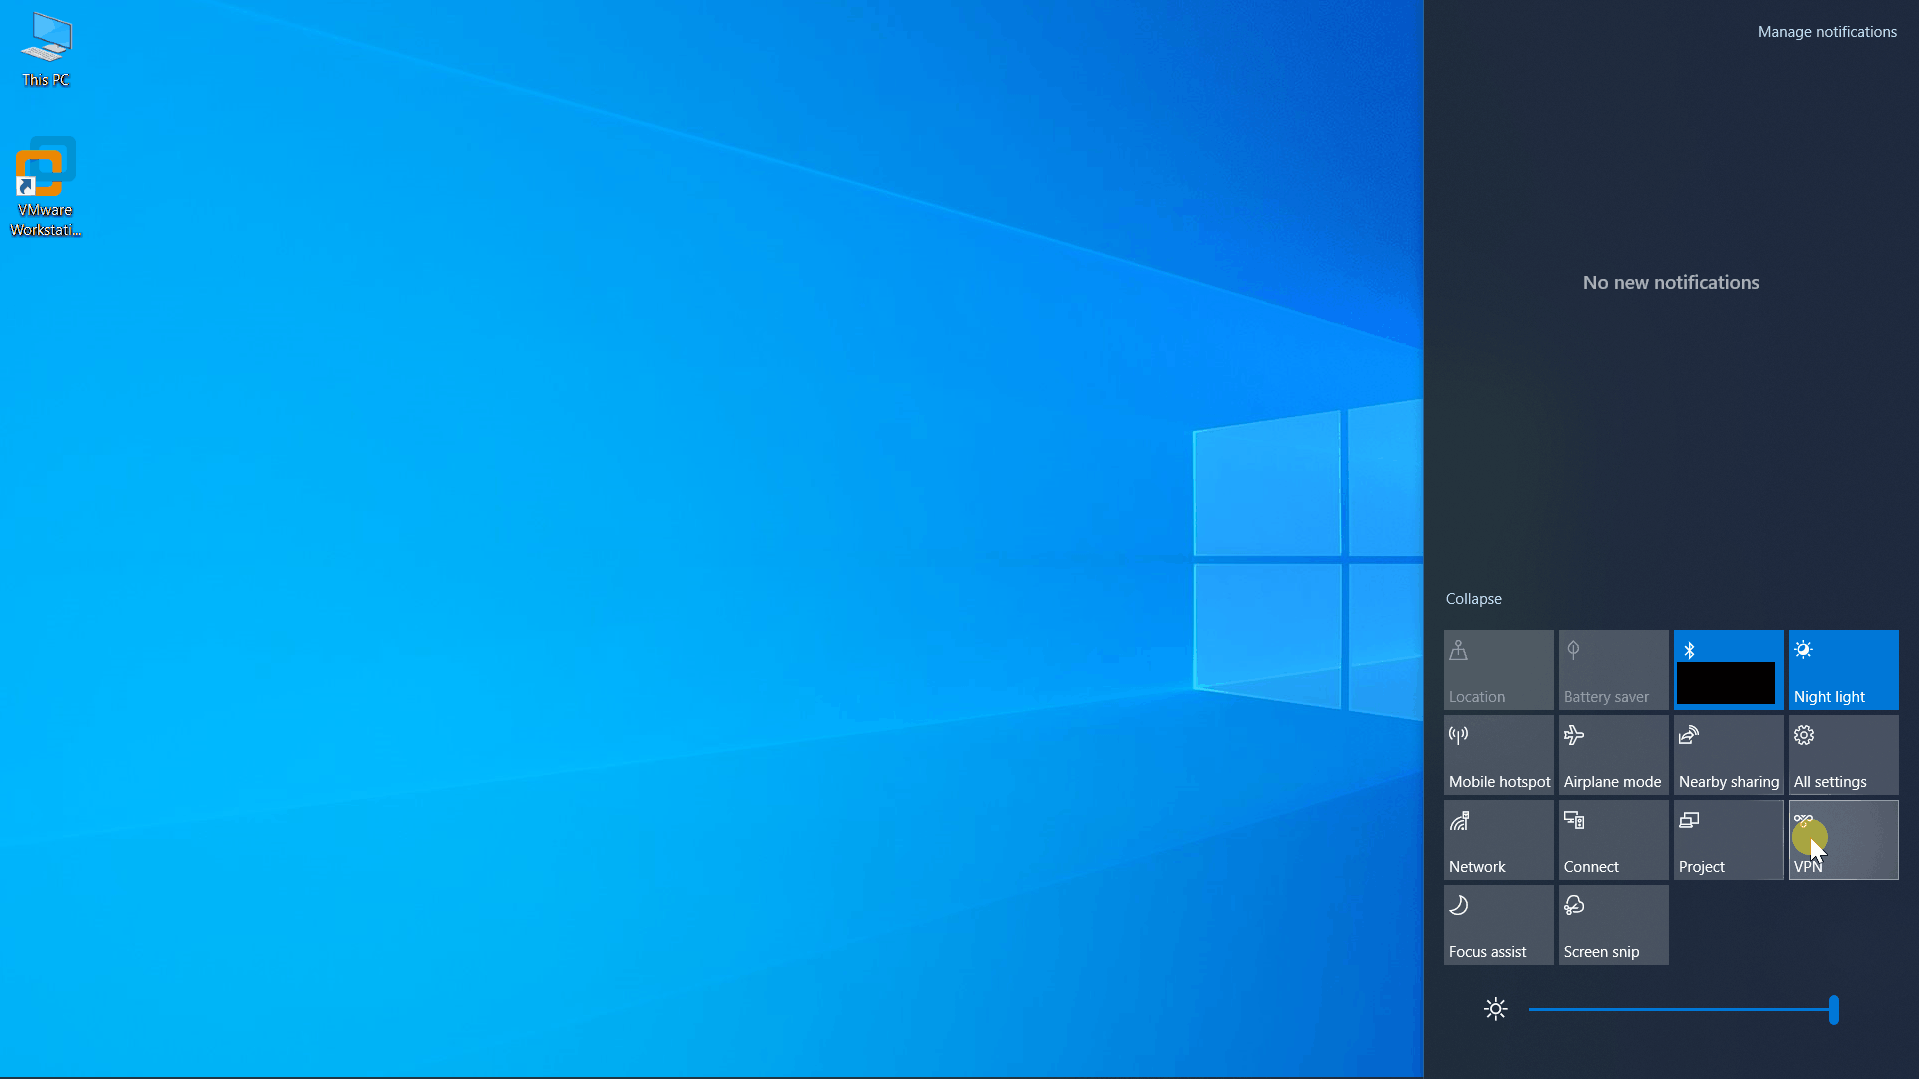 This PC
VMware
Workstati...
Manage notifications
No new notifications
Collapse
Location
Battery saver
Night light
Mobile hotspot
Airplane mode
Nearby sharing
All settings
Network
Connect
Project
VPN
Focus assist
Screen snip